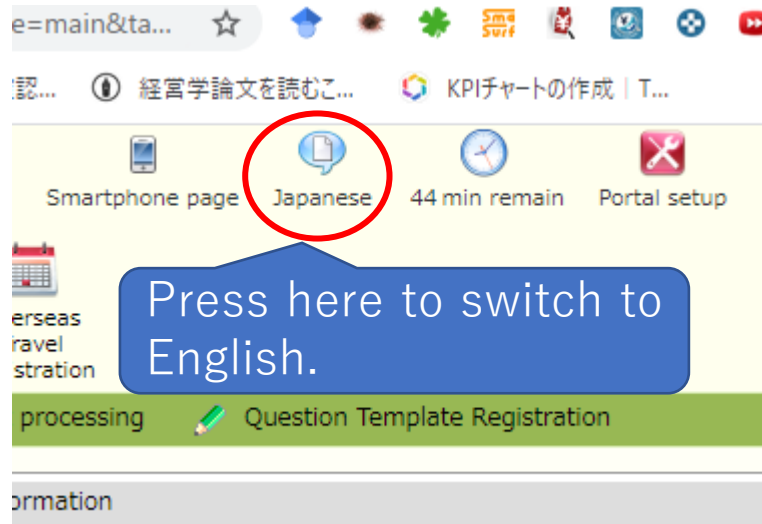 e=main&ta...
認... 経営学論文を読むこ... KPIチャートの作成 | T...
Smartphone page Japanese 44 min remain Portal setup
erseas
ravel
stration
Press here to switch to
English.
processing Question Template Registration
ormation